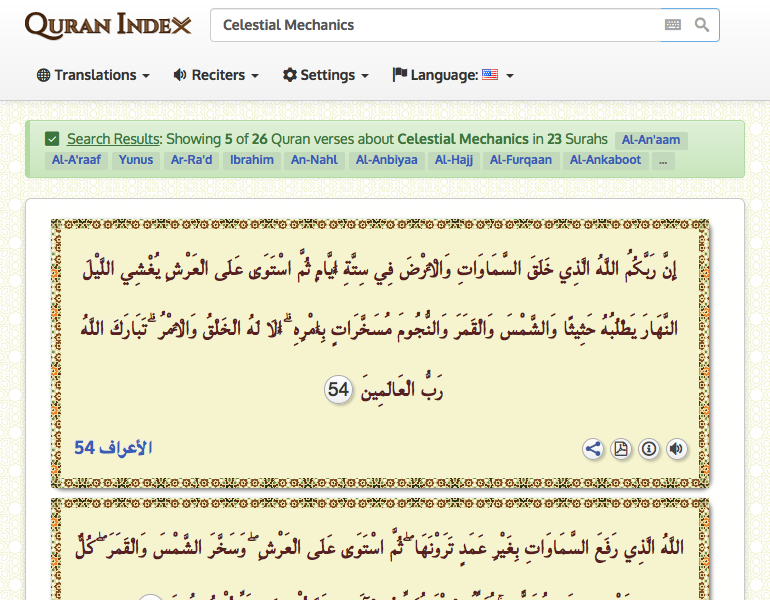 QURAN INDEX
Celestial Mechanics
Translations Reciters Settings Language:
Search Results: Showing 5 of 26 Quran verses about Celestial Mechanics in 23 Surahs Al-An'aam
Al-A'raaf Yunus Ar-Ra'd Ibrahim An-Nahl Al-Anbiyaa Al-Hajj Al-Furqaan Al-Ankaboot ...
إِنَّ رَبَّكُمُ اللَّهُ الَّذِي خَلَقَ السَّمَاوَاتِ وَالْأَرْضَ فِي سِتَّةِ أَيَّامٍ ثُمَّ اسْتَوَىٰ عَلَى الْعَرْشِ يُغْشِي اللَّيْلَ
النَّهَارَ يَطْلُبُهُ حَثِيثًا وَالشَّمْسَ وَالْقَمَرَ وَالنُّجُومَ مُسَخَّرَاتٍ بِأَمْرِهِ ۗ أَلَا لَهُ الْخَلْقُ وَالْأَمْرُ ۗ تَبَارَكَ اللَّهُ
رَبُّ الْعَالَمِينَ 54
الأعراف 54
اللَّهُ الَّذِي رَفَعَ السَّمَاوَاتِ بِغَيْرِ عَمَدٍ تَرَوْنَهَا ۖ ثُمَّ اسْتَوَىٰ عَلَى الْعَرْشِ ۖ وَسَخَّرَ الشَّمْسَ وَالْقَمَرَ ۖ كُلٌّ